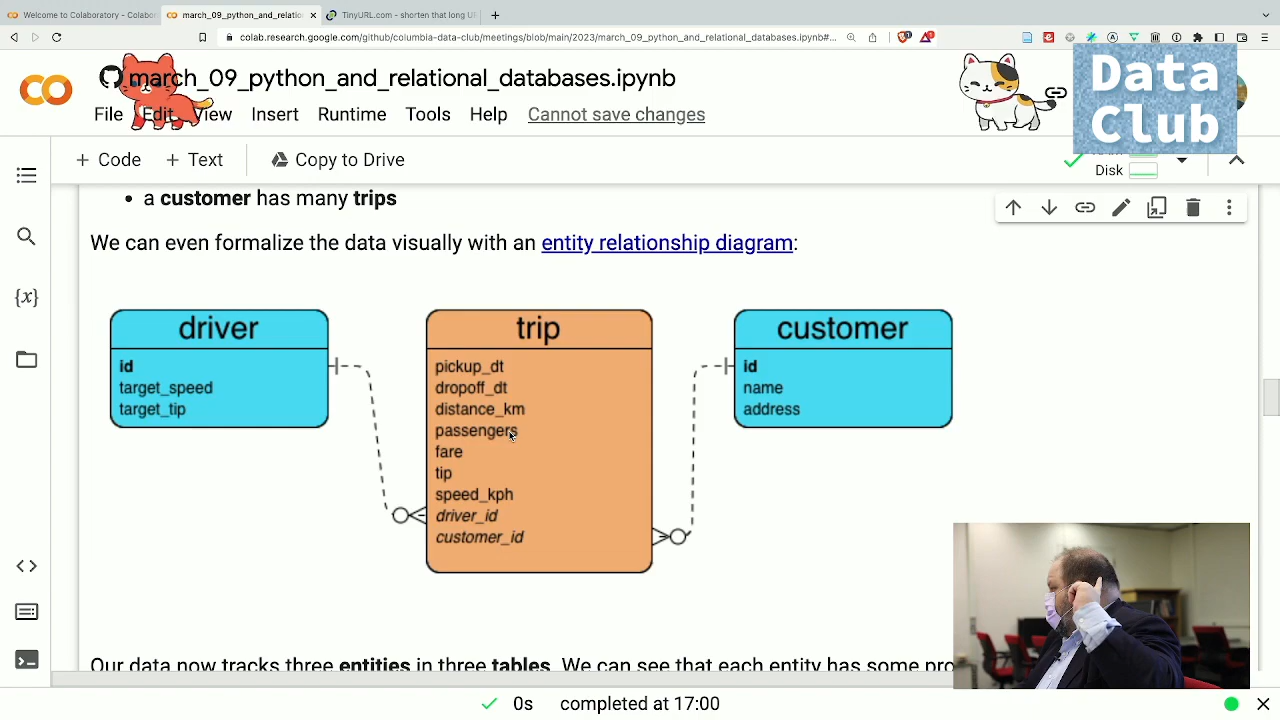 Welcome to Colaboratory - Colabor
march_09_python_and_relatio
TinyURL.com - shorten that long U
colab.research.google.com/github/columbia-data-club/meetings/blob/main/2023/march_09_python_and_relational_databases.ipynb#...
march_09_python_and_relational_databases.ipynb
File Edit View Insert Runtime Tools Help Cannot save changes
Data
Club
+ Code + Text Copy to Drive
Disk
• a customer has many trips
We can even formalize the data visually with an entity relationship diagram:
{x}
driver
id
target_speed
target_tip
trip
pickup_dt
dropoff_dt
distance_km
passengers
fare
tip
speed_kph
driver_id
customer_id
customer
id
name
address
Our data now tracks three entities in three tables. We can see that each entity has some pro
0s completed at 17:00